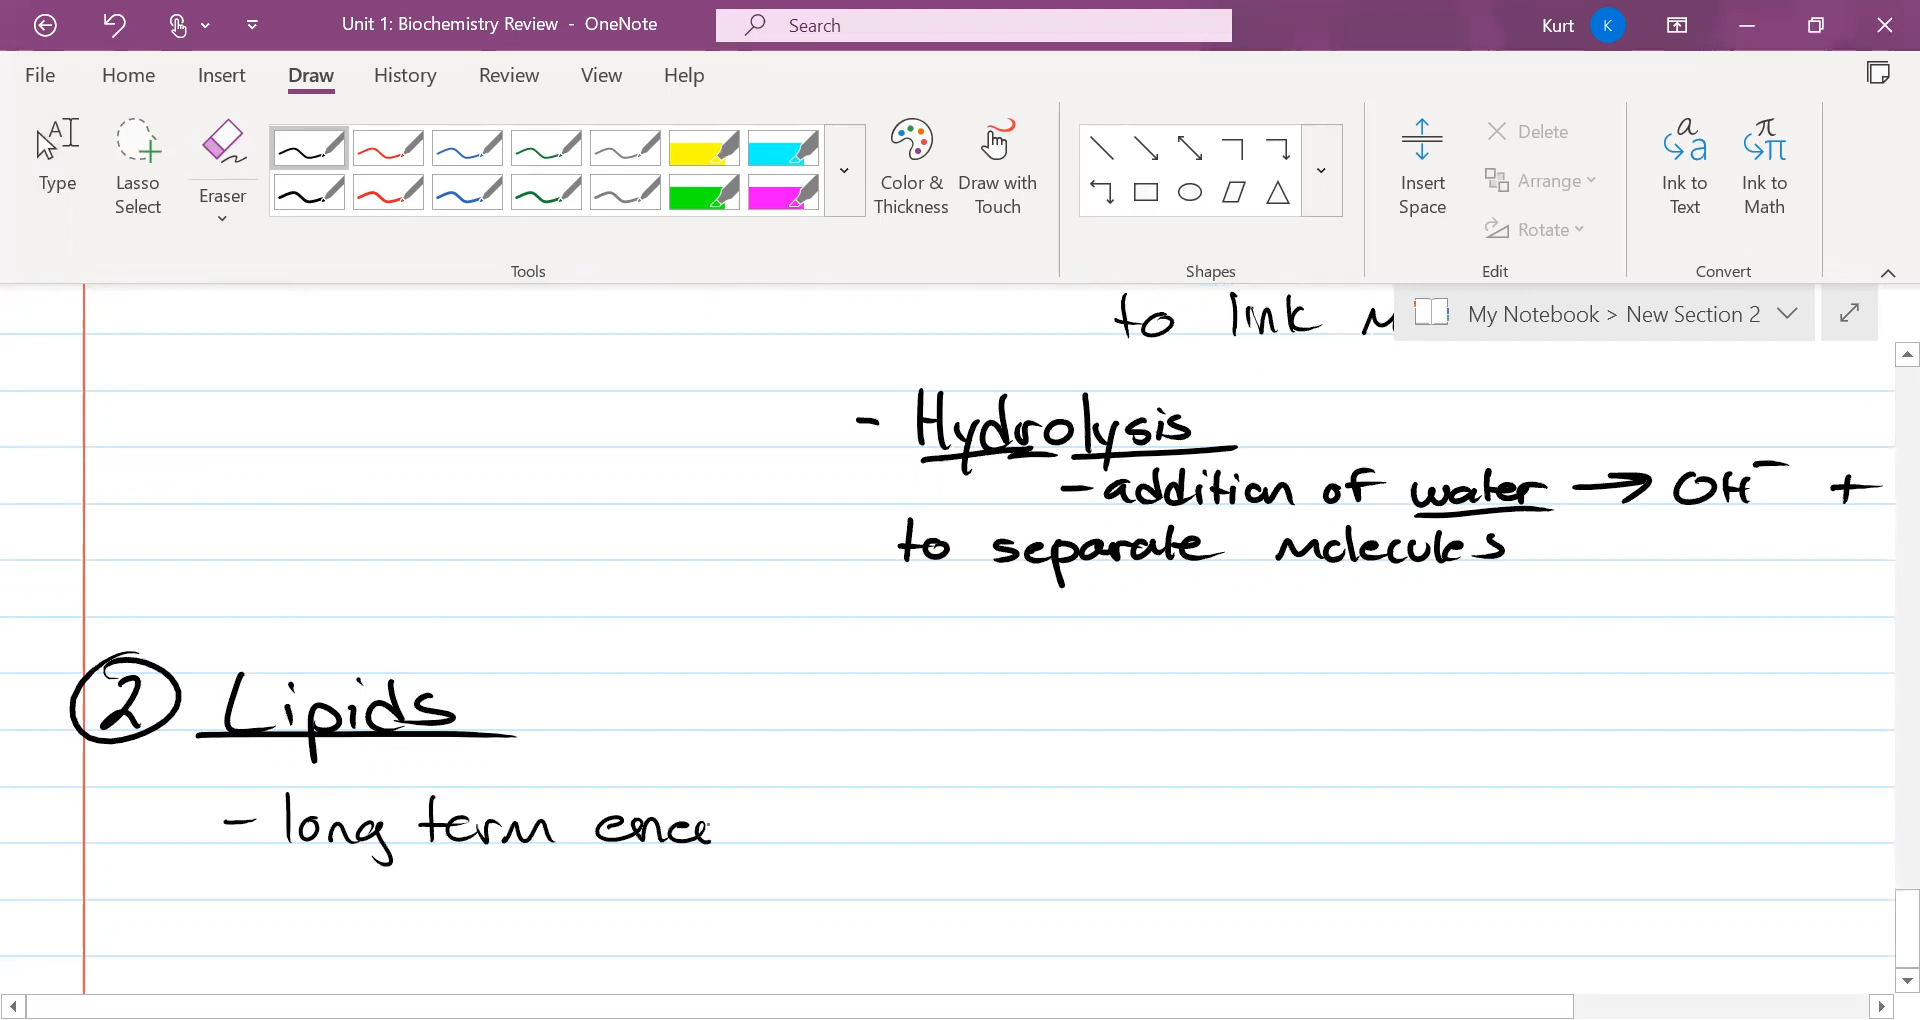 Unit 1: Biochemistry Review - OneNote
Search
Kurt
K
File Home Insert Draw History Review View Help
Type
Lasso Select
Eraser
Color & Thickness
Draw with Touch
Insert Space
Delete
Arrange
Rotate
Ink to Text
Ink to Math
Tools
Shapes
Edit
Convert
My Notebook > New Section 2
to link
- Hydrolysis
- addition of water → OH⁻ +
to separate molecules
2 Lipids
- long term ene